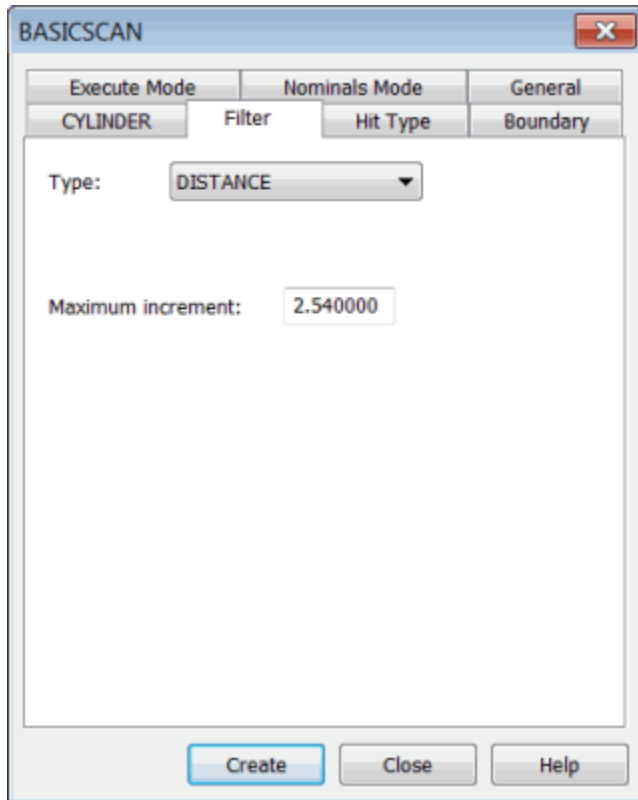 BASICSCAN
Execute Mode Nominals Mode General
CYLINDER Filter Hit Type Boundary
Type: DISTANCE
Maximum increment: 2.540000
Create Close Help